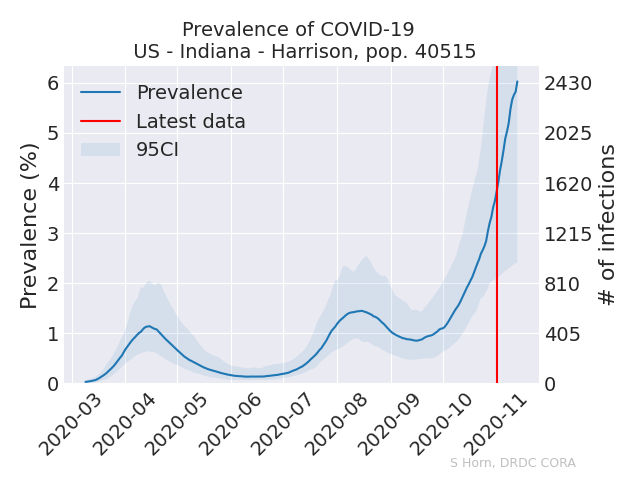 Prevalence of COVID-19
US - Indiana - Harrison, pop. 40515
Prevalence
Latest data
95CI
Prevalence (%)
6
5
4
3
2
1
0
2430
2025
1620
1215
810
405
0
# of infections
2020-03
2020-04
2020-05
2020-06
2020-07
2020-08
2020-09
2020-10
2020-11
S Horn, DRDC CORA